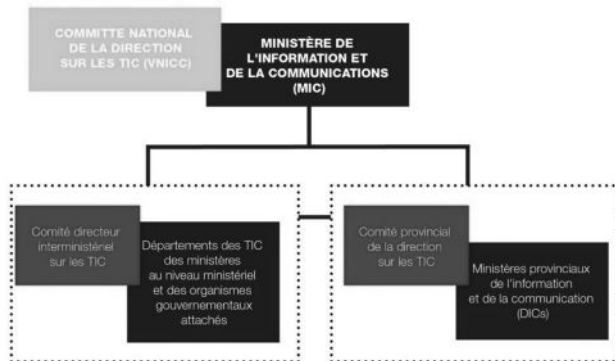 COMMITTE NATIONAL
DE LA DIRECTION
SUR LES TIC (VNICC)
MINISTÈRE DE
L'INFORMATION ET
DE LA COMMUNICATIONS
(MIC)
Comité directeur
interministériel
sur les TIC
Départements des TIC
des ministères
au niveau ministériel
et des organismes
gouvernementaux
attachés
Comité provincial
de la direction
sur les TIC
Ministères provinciaux
de l'information
et de la communication
(DICs)